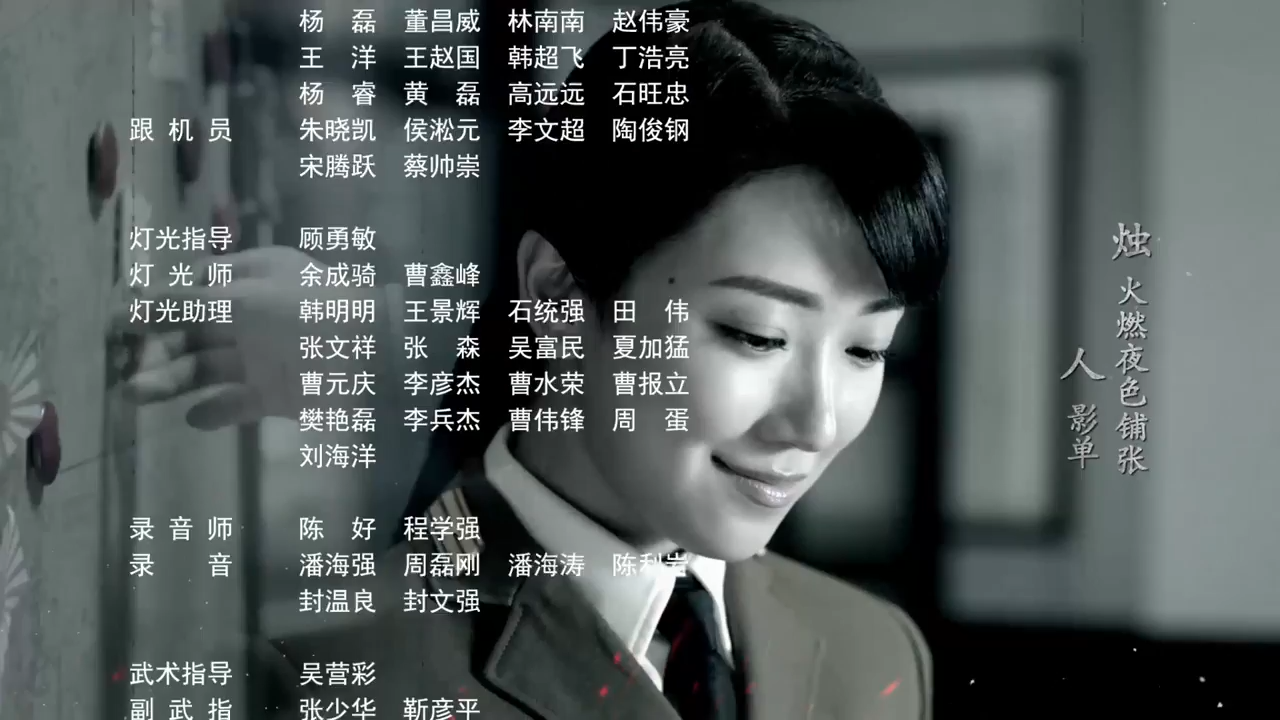 杨　磊　董昌威　林南南　赵伟豪
王　洋　王赵国　韩超飞　丁浩亮
杨　睿　黄　磊　高远远　石旺忠
跟机员　朱晓凯　侯淞元　李文超　陶俊钢
宋腾跃　蔡帅崇
灯光指导　顾勇敏
灯光师　余成骑　曹鑫峰
灯光助理　韩明明　王景辉　石统强　田　伟
张文祥　张　森　吴富民　夏加猛
曹元庆　李彦杰　曹水荣　曹报立
樊艳磊　李兵杰　曹伟锋　周　蛋
刘海洋
录音师　陈　好　程学强
录　音　潘海强　周磊刚　潘海涛　陈利岩
封温良　封文强
武术指导　吴营彩
副武指　张少华　靳彦平
烛火燃夜色铺张
人影单